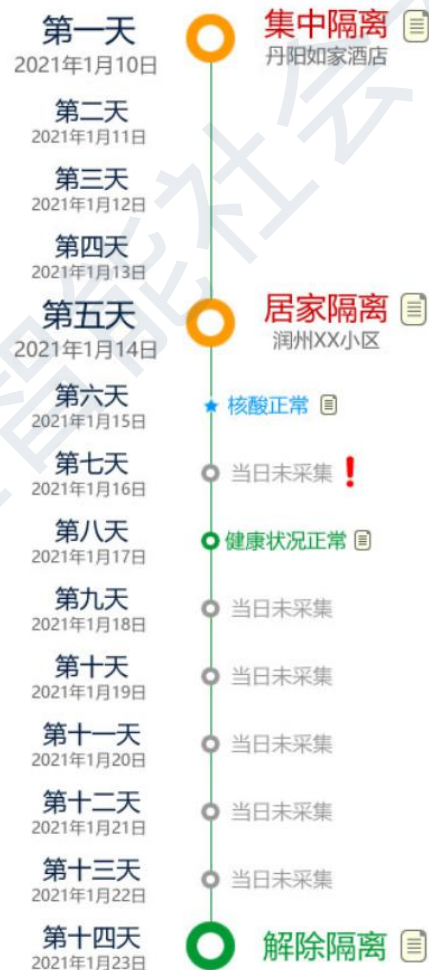 第一天
2021年1月10日
集中隔离
丹阳如家酒店
第二天
2021年1月11日
第三天
2021年1月12日
第四天
2021年1月13日
第五天
2021年1月14日
居家隔离
润州XX小区
第六天
2021年1月15日
核酸正常
第七天
2021年1月16日
当日未采集❗
第八天
2021年1月17日
健康状况正常
第九天
2021年1月18日
当日未采集
第十天
2021年1月19日
当日未采集
第十一天
2021年1月20日
当日未采集
第十二天
2021年1月21日
当日未采集
第十三天
2021年1月22日
当日未采集
第十四天
2021年1月23日
解除隔离
智能社会